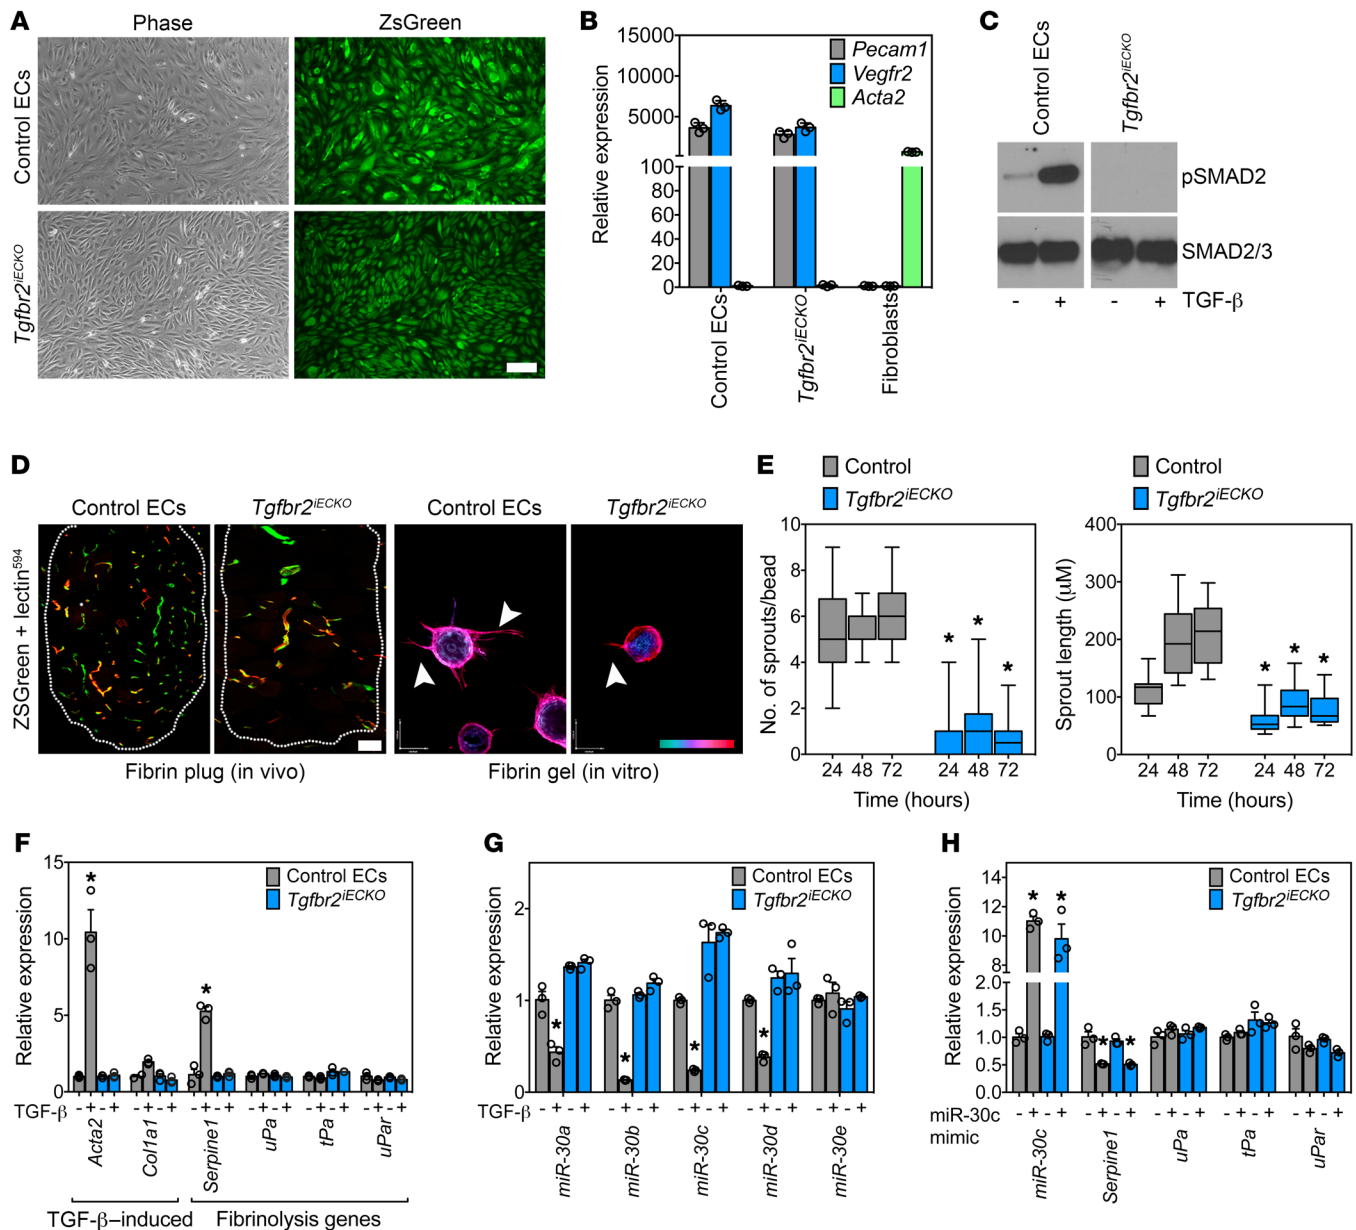 A
Phase
ZsGreen
Control ECs
Tgfbr2iECKO
B
15000
10000
5000
0
100
80
60
40
20
0
Relative expression
Pecam1
Vegfr2
Acta2
Control ECs
Tgfbr2iECKO
Fibroblasts
C
Control ECs
Tgfbr2iECKO
pSMAD2
SMAD2/3
- + - + TGF-β
D
Control ECs
Tgfbr2iECKO
Control ECs
Tgfbr2iECKO
ZSGreen + lectin594
Fibrin plug (in vivo)
Fibrin gel (in vitro)
E
Control
Tgfbr2iECKO
10
8
6
4
2
0
No. of sprouts/bead
24 48 72 24 48 72
Time (hours)
Control
Tgfbr2iECKO
400
300
200
100
0
Sprout length (µM)
24 48 72 24 48 72
Time (hours)
F
15
10
5
0
Relative expression
Control ECs
Tgfbr2iECKO
* *
TGF-β - + - + - + - + - + - + - + - + - + - + - + - +
Acta2
Col1a1
Serpine1
uPa
tPa
uPar
TGF-β–induced
Fibrinolysis genes
G
2
1
0
Relative expression
Control ECs
Tgfbr2iECKO
* * * *
TGF-β - + - + - + - + - + - + - + - + - + - +
miR-30a
miR-30b
miR-30c
miR-30d
miR-30e
H
14
12
10
8
2.0
1.5
1.0
0.5
0.0
Relative expression
Control ECs
Tgfbr2iECKO
* * * *
miR-30c mimic - + - + - + - + - + - + - + - + - + - +
miR-30c
Serpine1
uPa
tPa
uPar